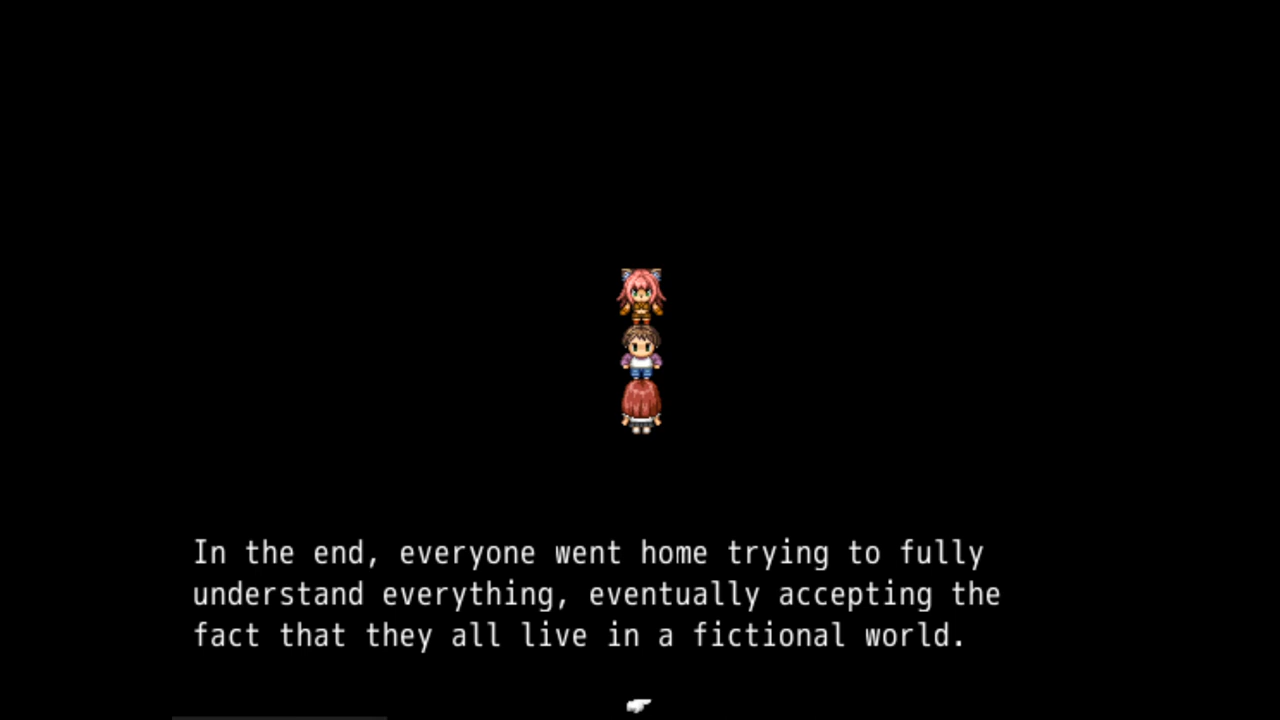 In the end, everyone went home trying to fully
understand everything, eventually accepting the
fact that they all live in a fictional world.